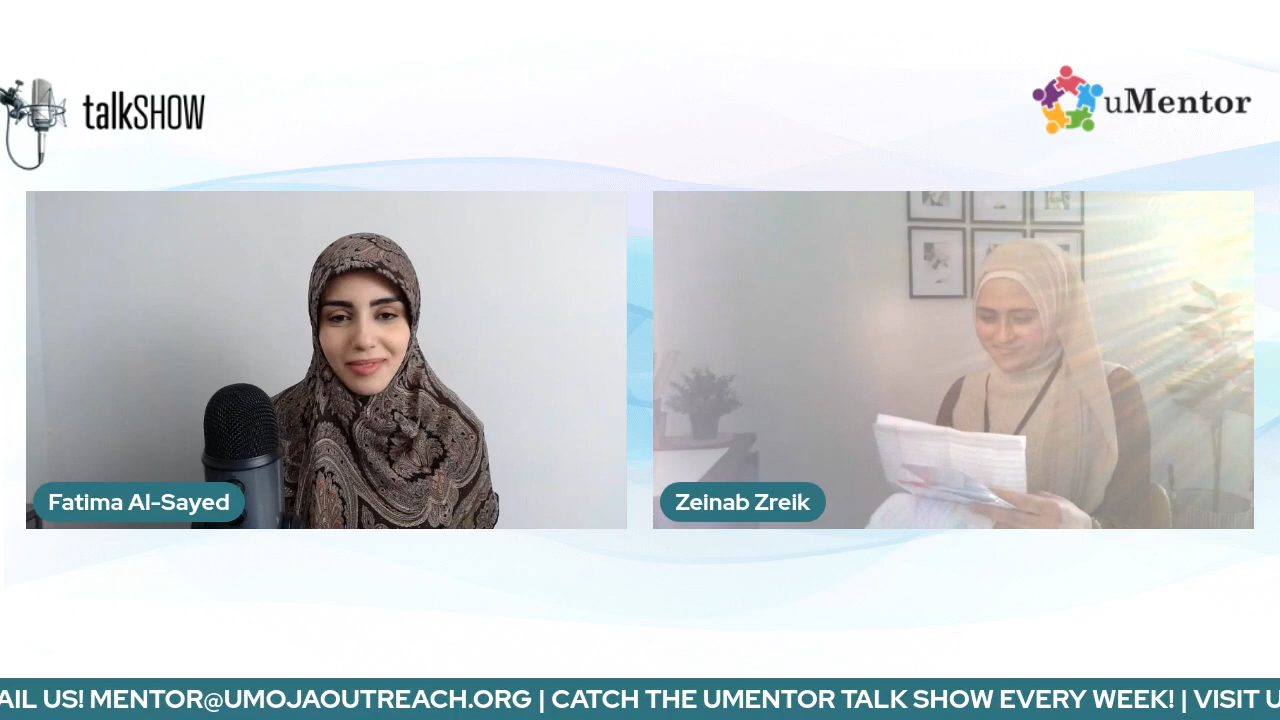 talkSHOW
uMentor
Fatima Al-Sayed
Zeinab Zreik
AIL US! MENTOR@UMOJAOUTREACH.ORG | CATCH THE UMENTOR TALK SHOW EVERY WEEK! | VISIT U